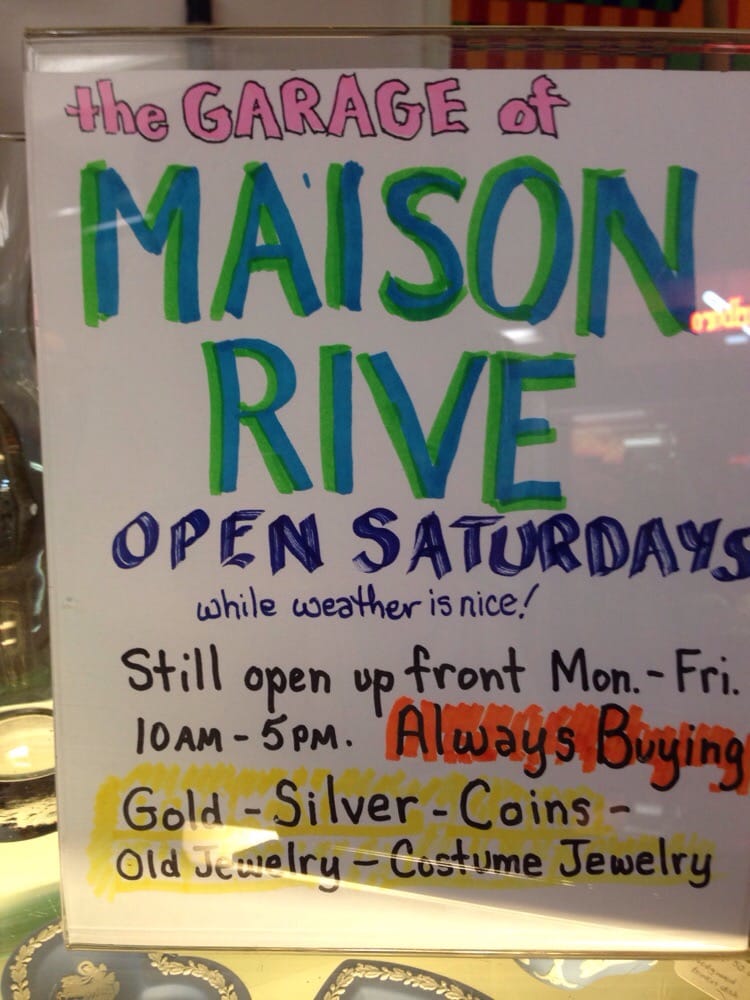 the GARAGE of
MAISON
RIVE
OPEN SATURDAYS
while weather is nice!
Still open up front Mon.-Fri.
10AM-5PM. Always Buying
Gold-Silver-Coins-
Old Jewelry-Costume Jewelry